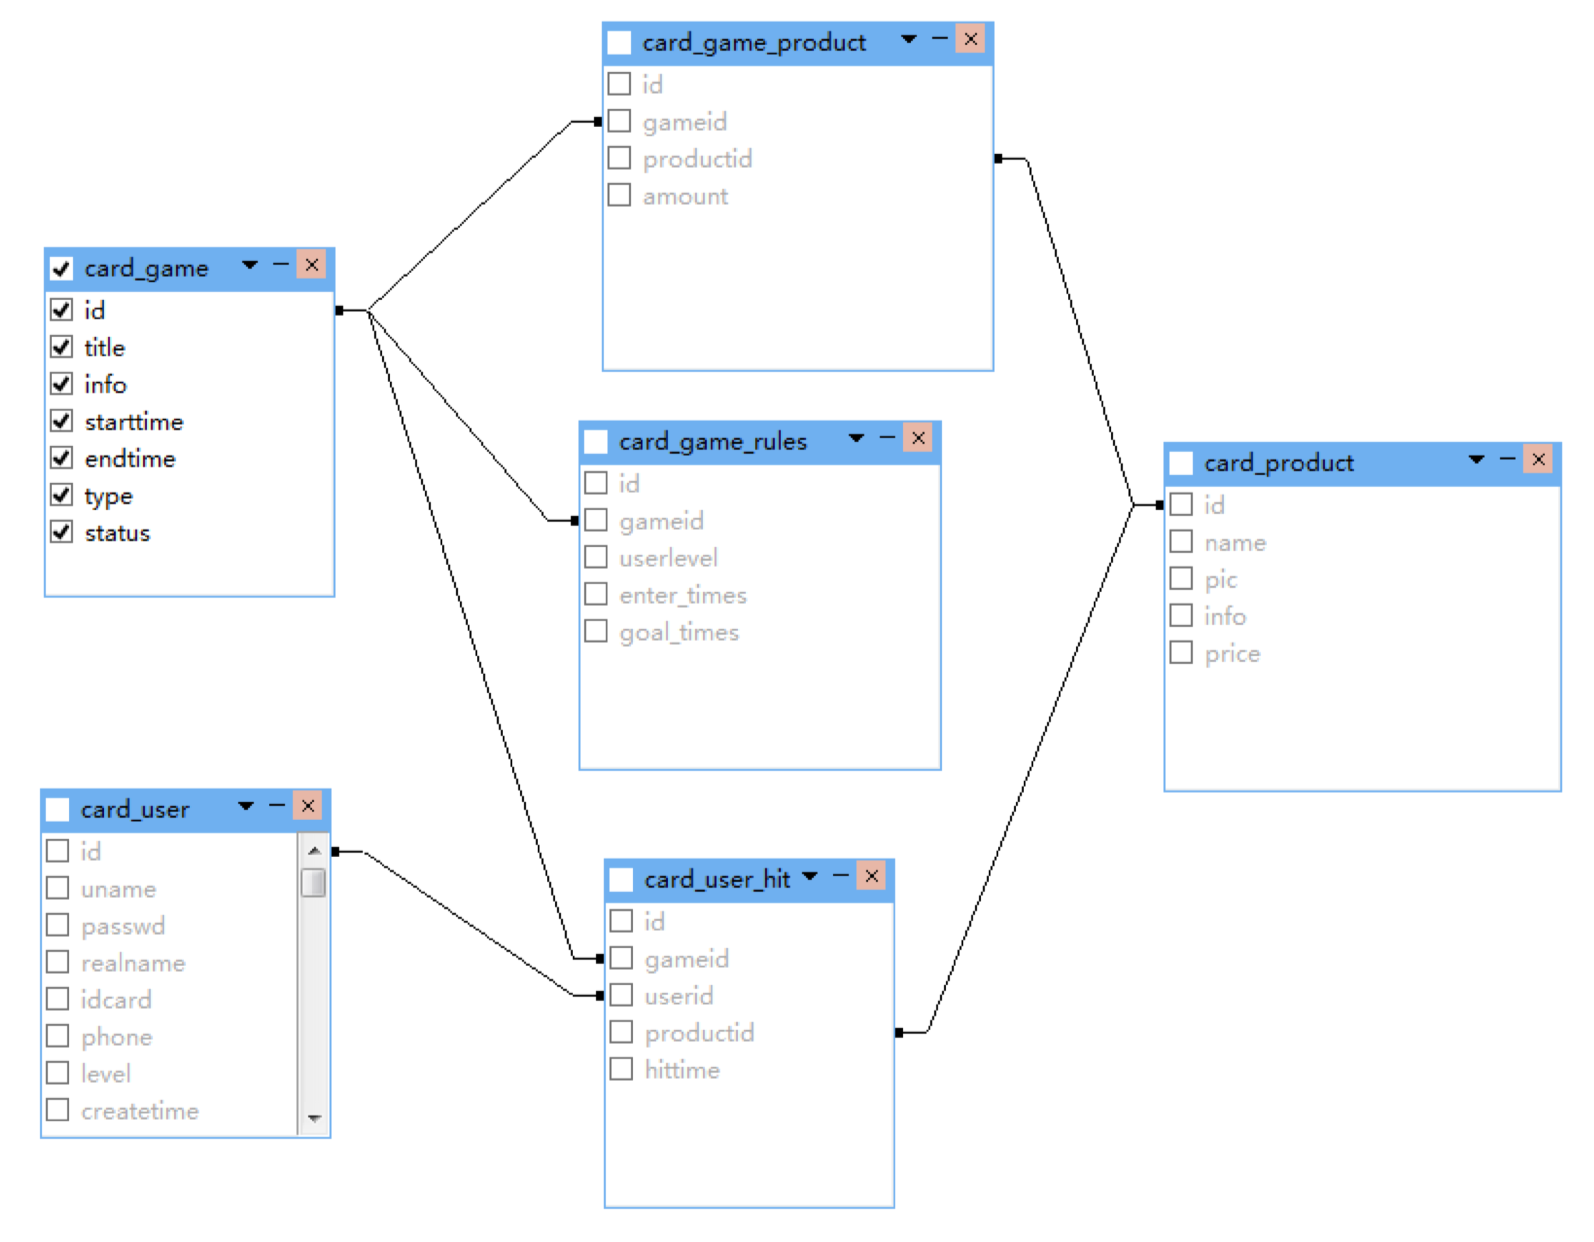 card_game_product
id
gameid
productid
amount
card_game
id
title
info
starttime
endtime
type
status
card_game_rules
id
gameid
userlevel
enter_times
goal_times
card_product
id
name
pic
info
price
card_user
id
uname
passwd
realname
idcard
phone
level
createtime
card_user_hit
id
gameid
userid
productid
hittime